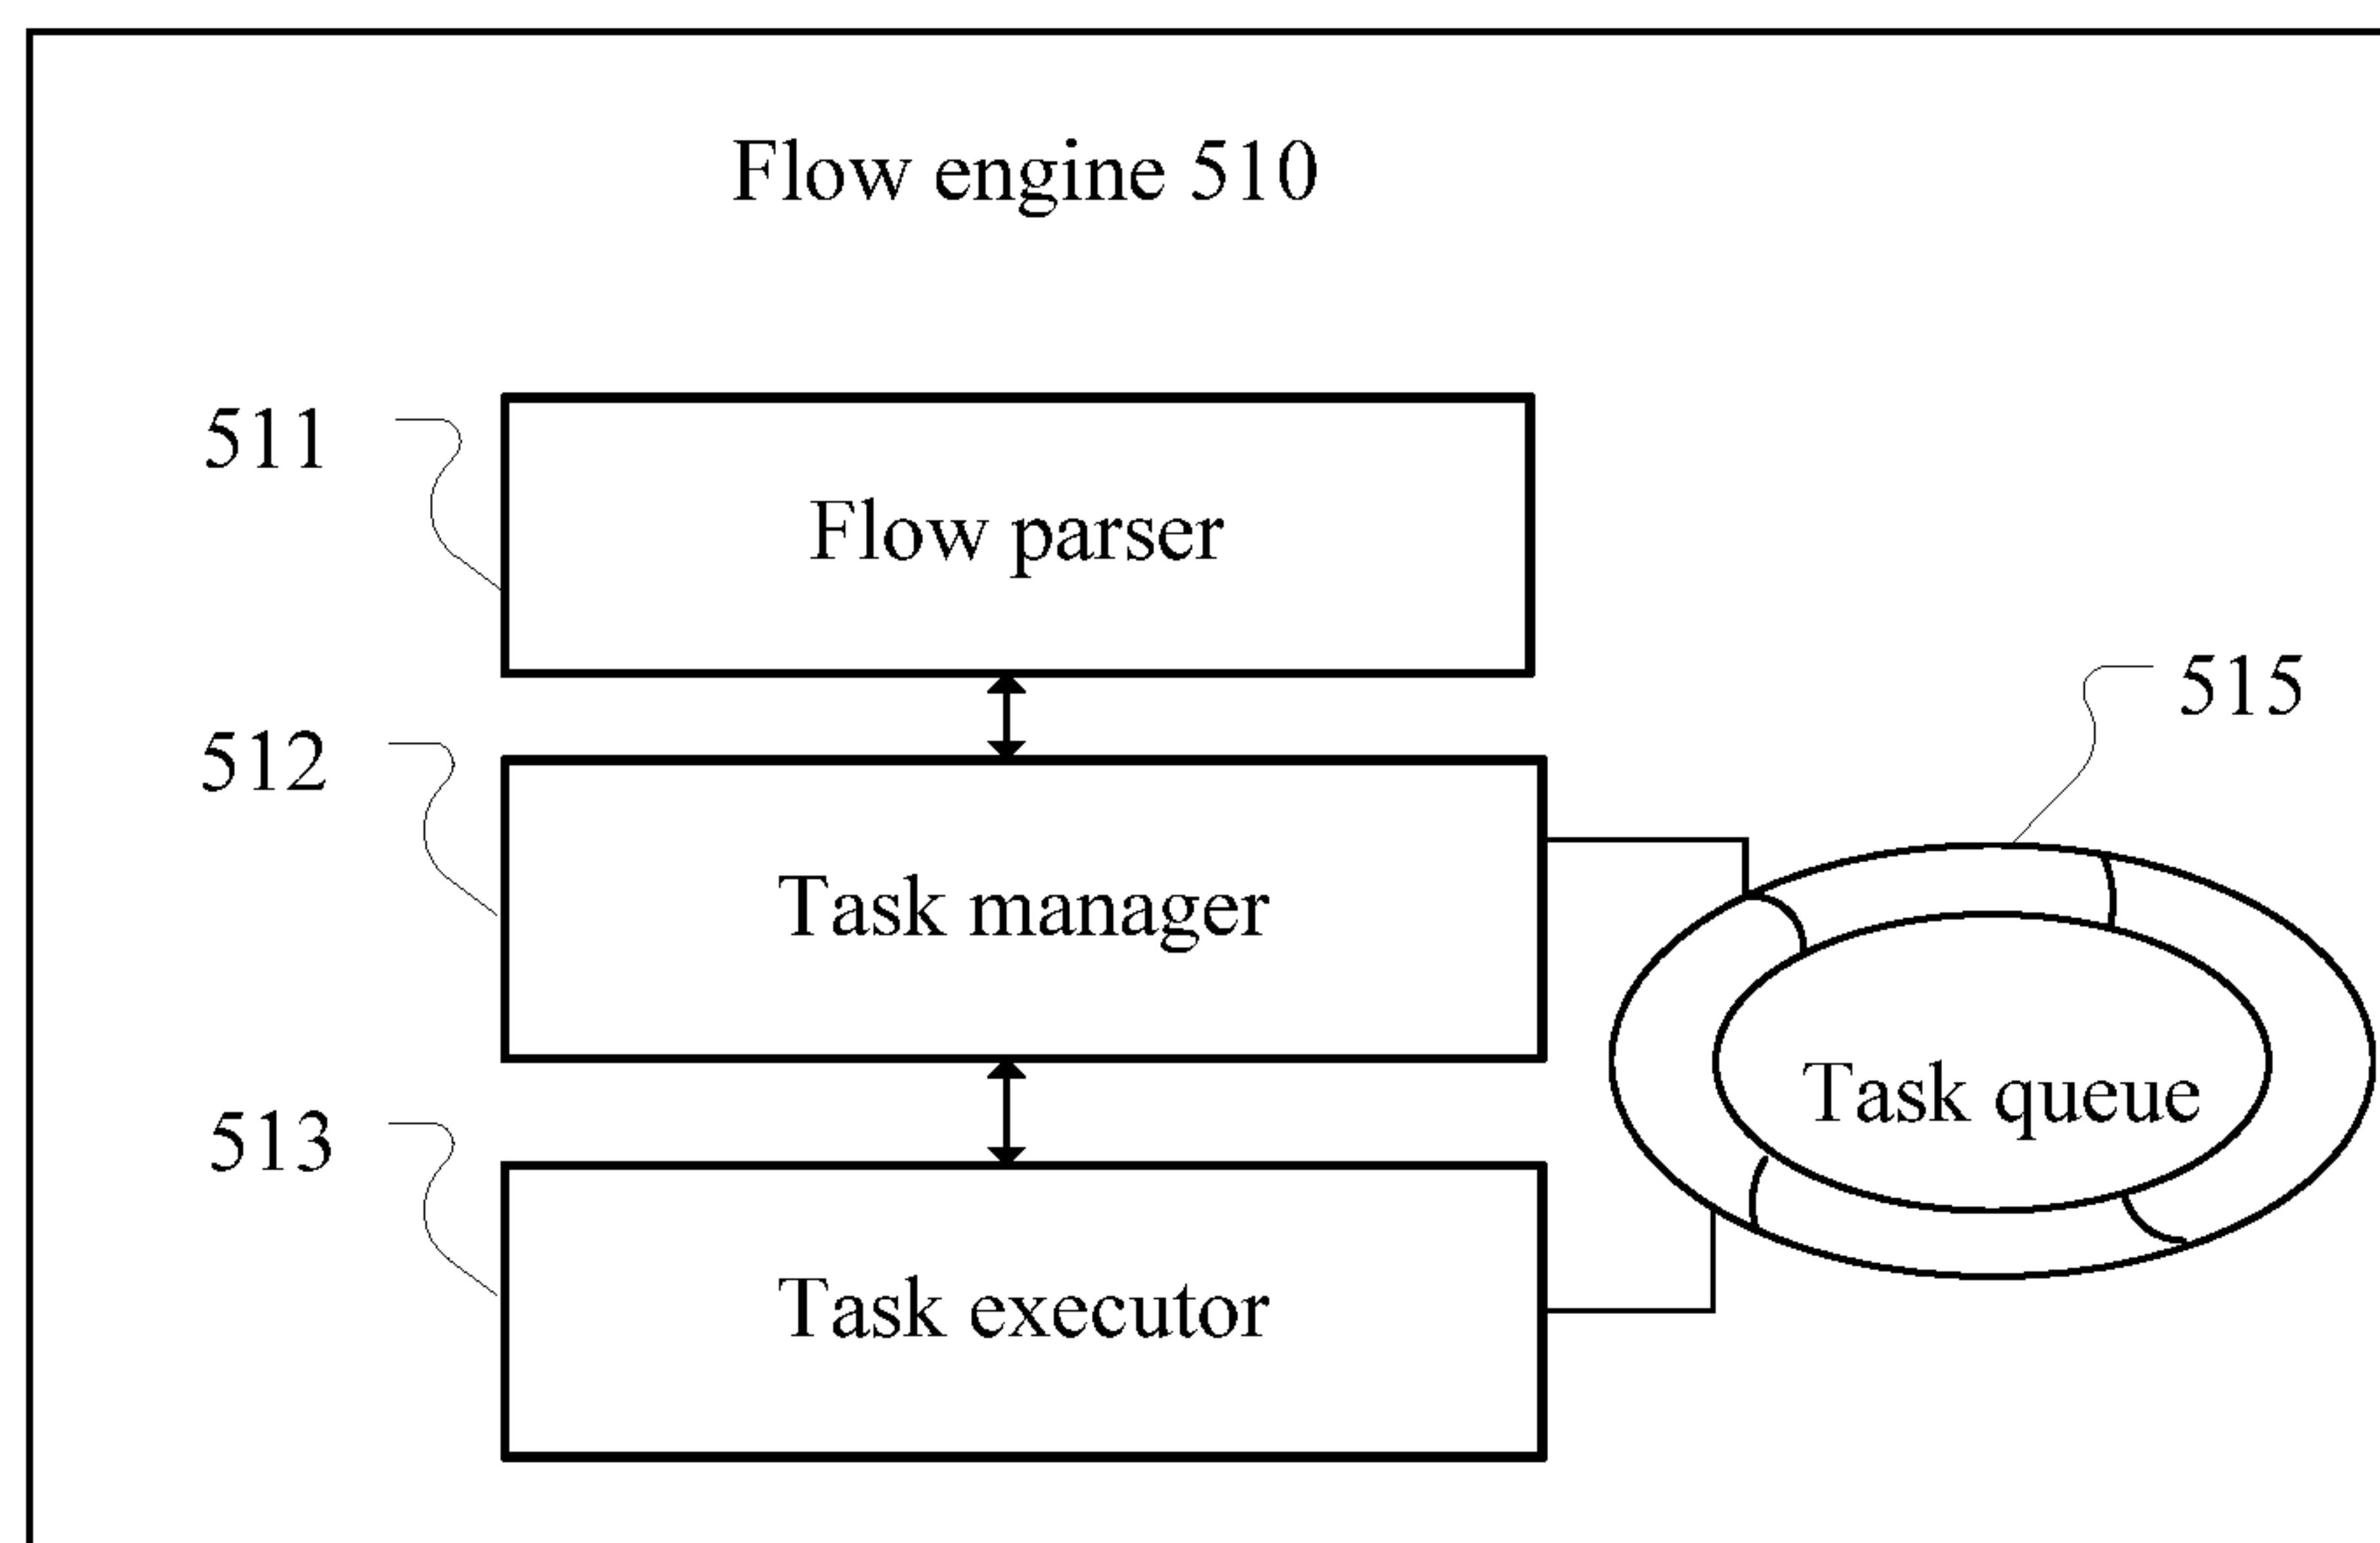 Flow engine 510
511
Flow parser
515
512
Task manager
Task queue
513
Task executor